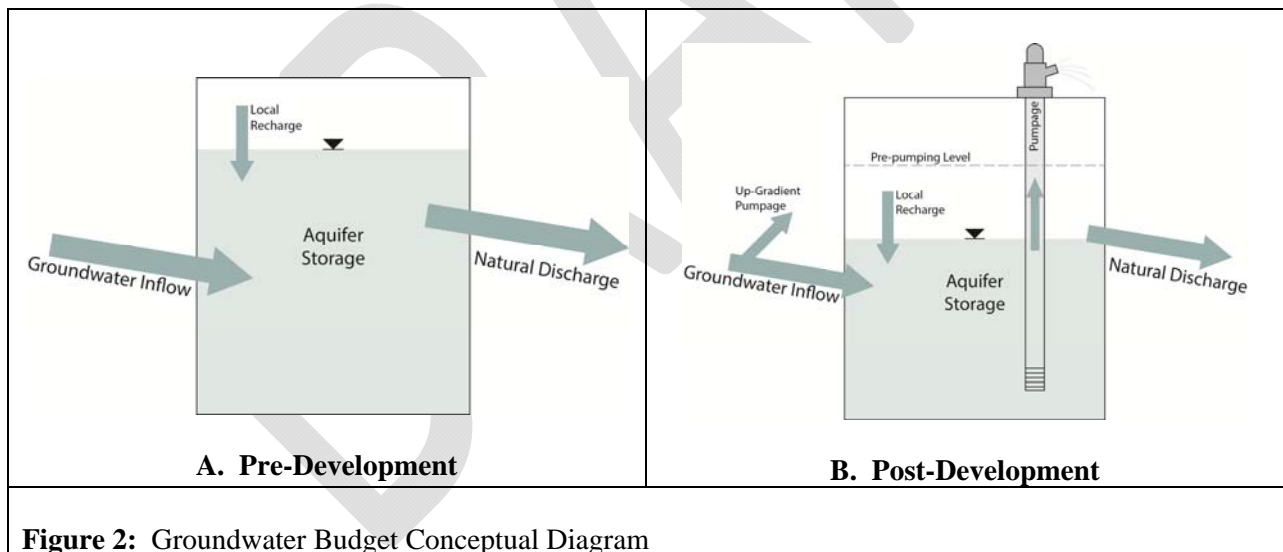 Local
Recharge
Aquifer
Storage
Groundwater Inflow
Natural Discharge
A. Pre-Development
Pumpage
Pre-pumping Level
Up-Gradient
Pumpage
Local
Recharge
Groundwater Inflow
Aquifer
Storage
Natural Discharge
B. Post-Development
Figure 2: Groundwater Budget Conceptual Diagram